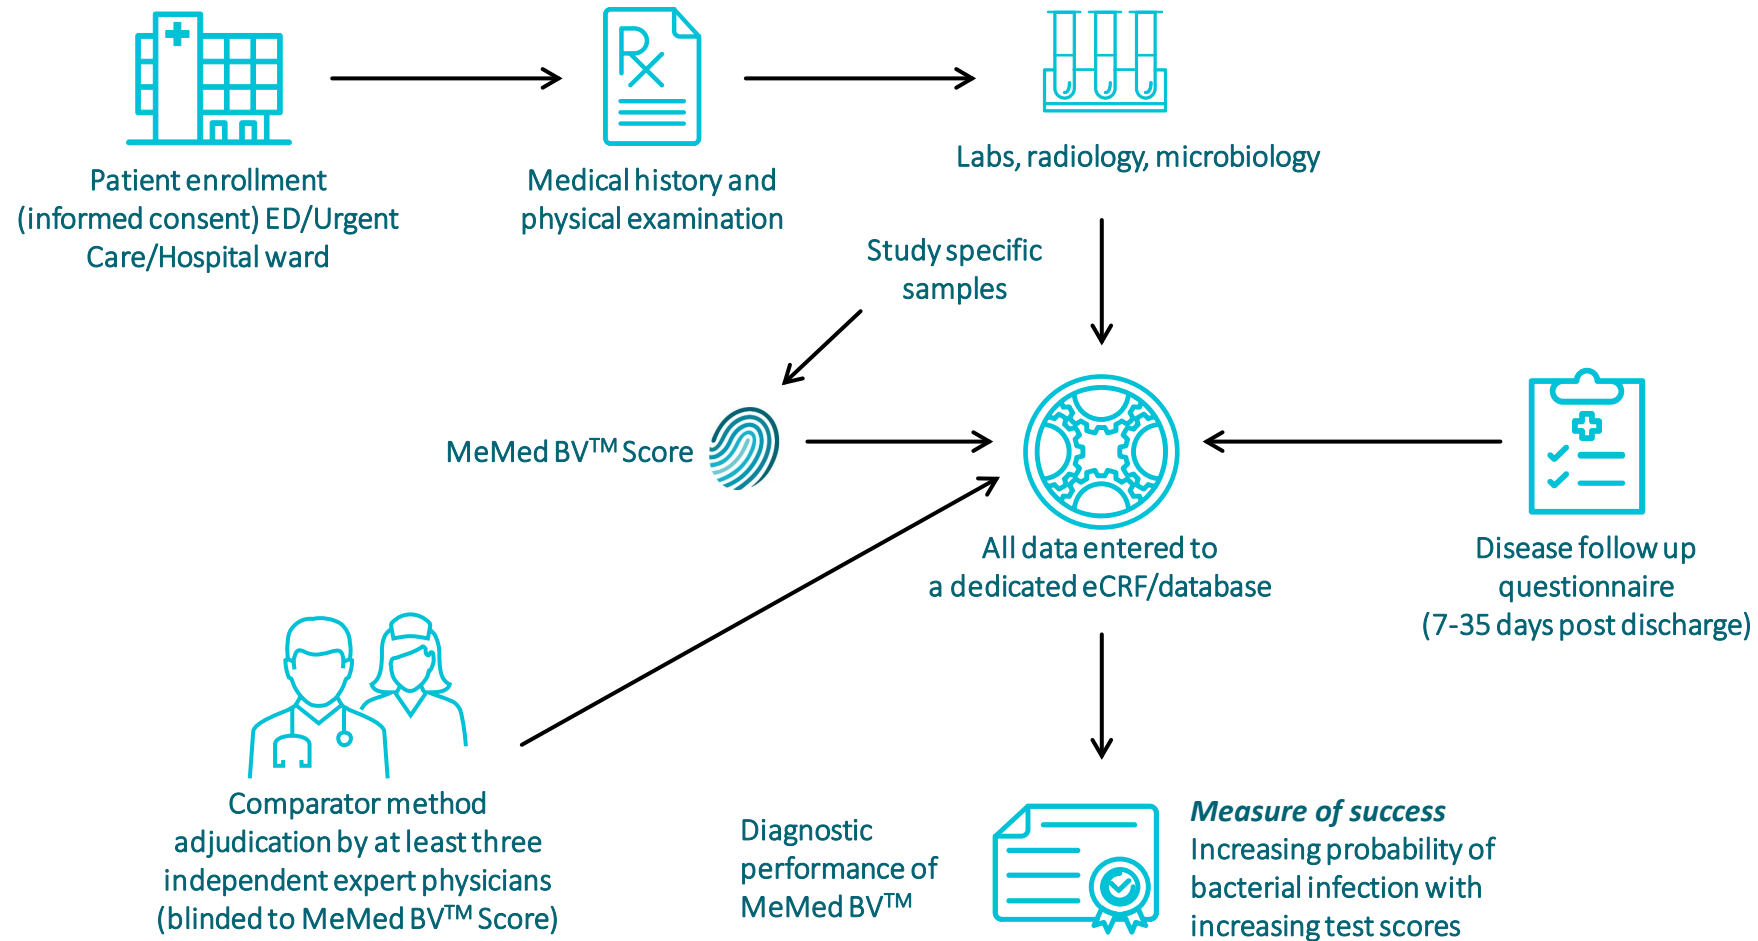 Patient enrollment
(informed consent) ED/Urgent
Care/Hospital ward
Rx
Medical history and
physical examination
Labs, radiology, microbiology
Study specific
samples
MeMed BV™ Score
All data entered to
a dedicated eCRF/database
Disease follow up
questionnaire
(7-35 days post discharge)
Comparator method
adjudication by at least three
independent expert physicians
(blinded to MeMed BV™ Score)
Diagnostic
performance of
MeMed BV™
Measure of success
Increasing probability of
bacterial infection with
increasing test scores